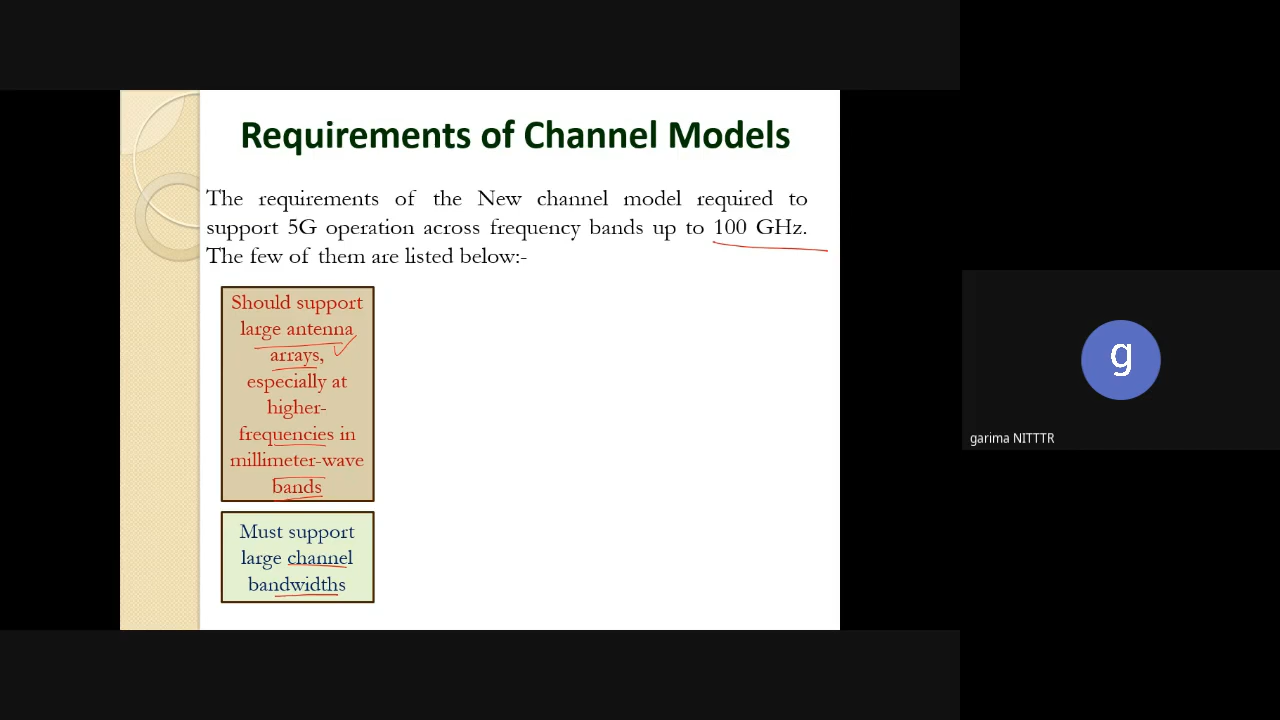 Requirements of Channel Models
The requirements of the New channel model required to
support 5G operation across frequency bands up to 100 GHz.
The few of them are listed below:-
Should support
large antenna
arrays,
especially at
higher-
frequencies in
millimeter-wave
bands
Must support
large channel
bandwidths
g
garima NITTTR